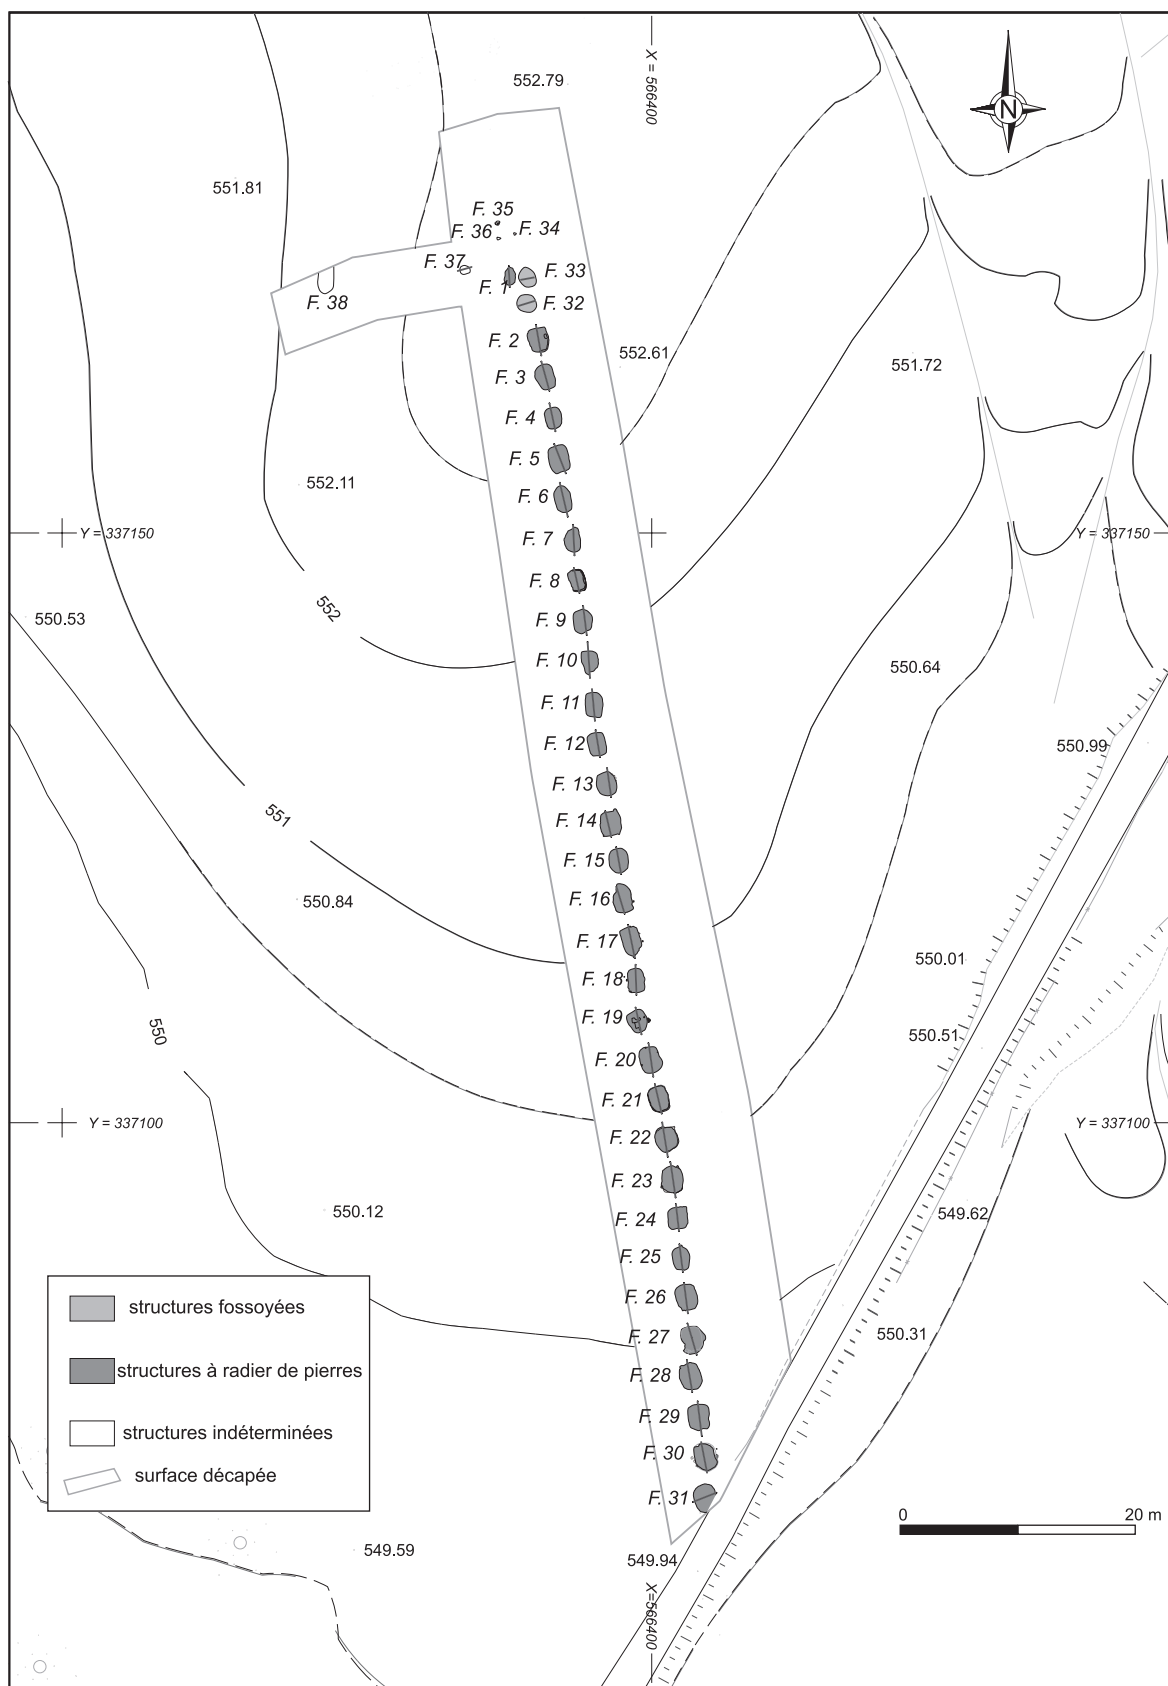 552.79
X = 566400
N
551.81
F. 35
F. 36
F. 34
F. 37
F. 33
F. 1
F. 38
F. 32
F. 2
552.61
551.72
F. 3
F. 4
F. 5
552.11
F. 6
Y = 337150
F. 7
Y = 337150
F. 8
552
550.53
F. 9
F. 10
550.64
F. 11
F. 12
550.99
F. 13
551
F. 14
F. 15
550.84
F. 16
F. 17
550.01
F. 18
F. 19
550
550.51
F. 20
F. 21
Y = 337100
Y = 337100
F. 22
F. 23
550.12
F. 24
549.62
F. 25
F. 26
structures fossoyées
F. 27
550.31
structures à radier de pierres
F. 28
F. 29
structures indéterminées
F. 30
surface décapée
F. 31
0 20 m
549.59
549.94
X=566400